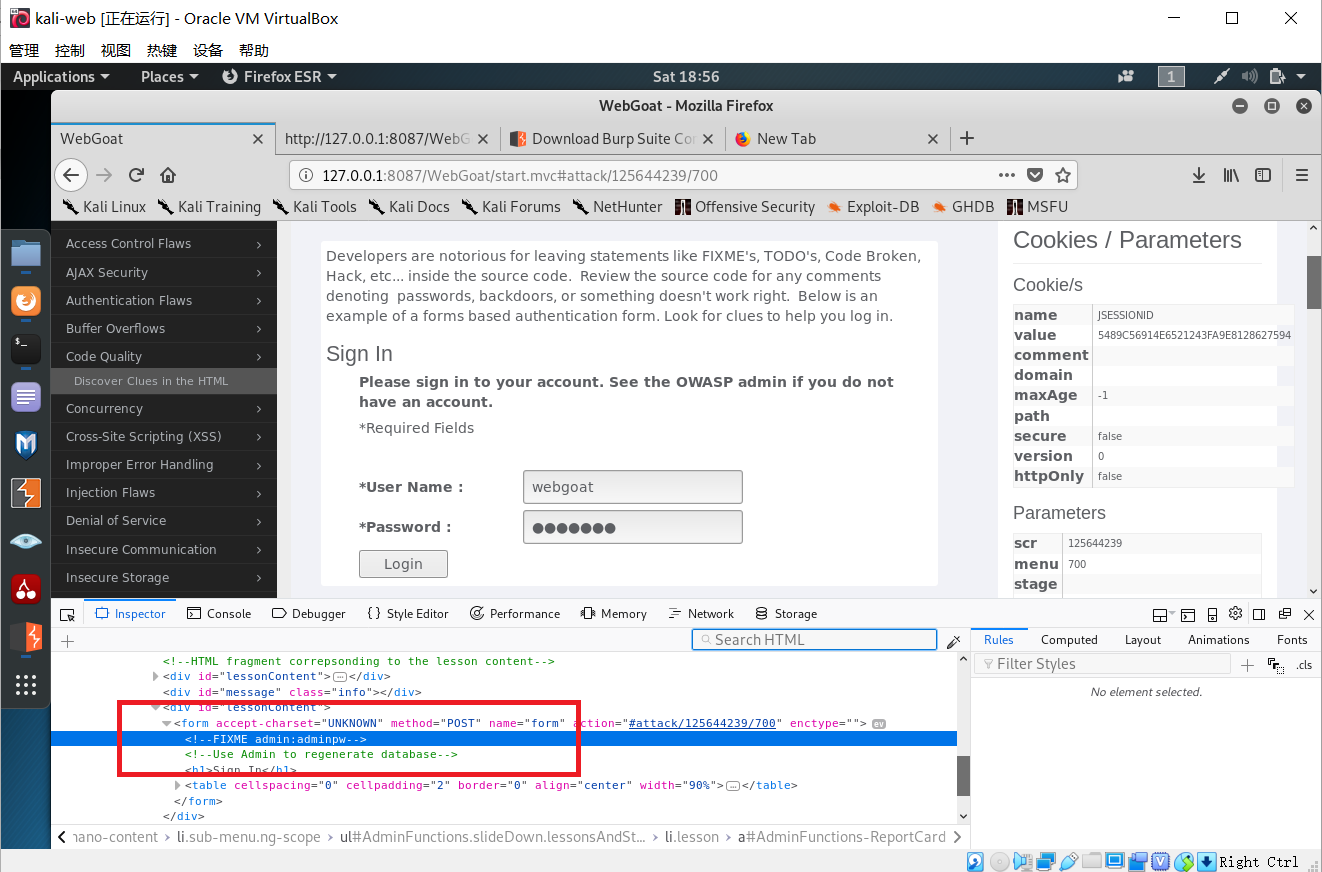 kali-web [正在运行] - Oracle VM VirtualBox
管理 控制 视图 热键 设备 帮助
Applications Places Firefox ESR Sat 18:56 1
WebGoat - Mozilla Firefox
WebGoat http://127.0.0.1:8087/WebG Download Burp Suite Co New Tab
127.0.0.1:8087/WebGoat/start.mvc#attack/125644239/700
Kali Linux Kali Training Kali Tools Kali Docs Kali Forums NetHunter Offensive Security Exploit-DB GHDB MSFU
Access Control Flaws
AJAX Security
Authentication Flaws
Buffer Overflows
Code Quality
Discover Clues in the HTML
Concurrency
Cross-Site Scripting (XSS)
Improper Error Handling
Injection Flaws
Denial of Service
Insecure Communication
Insecure Storage
Developers are notorious for leaving statements like FIXME's, TODO's, Code Broken,
Hack, etc... inside the source code. Review the source code for any comments
denoting passwords, backdoors, or something doesn't work right. Below is an
example of a forms based authentication form. Look for clues to help you log in.
Sign In
Please sign in to your account. See the OWASP admin if you do not
have an account.
*Required Fields
*User Name : webgoat
*Password : ●●●●●●●
Login
Cookies / Parameters
Cookie/s
name JSESSIONID
value 5489C56914E6521243FA9E8128627594
comment
domain
maxAge -1
path
secure false
version 0
httpOnly false
Parameters
scr 125644239
menu 700
stage
Inspector Console Debugger {} Style Editor Performance Memory Network Storage
Search HTML
Rules Computed Layout Animations Fonts
Filter Styles .cls
No element selected.
<!--HTML fragment correpsonding to the lesson content-->
<div id="lessonContent">…</div>
<div id="message" class="info"></div>
<div id="lessonContent">
<form accept-charset="UNKNOWN" method="POST" name="form" action="#attack/125644239/700" enctype=""> ev
<!--FIXME admin:adminpw-->
<!--Use Admin to regenerate database-->
<h1>Sign In</h1>
<table cellspacing="0" cellpadding="2" border="0" align="center" width="90%">…</table>
</form>
</div>
nano-content > li.sub-menu.ng-scope > ul#AdminFunctions.slideDown.lessonsAndSt… > li.lesson > a#AdminFunctions-ReportCard
Right Ctrl